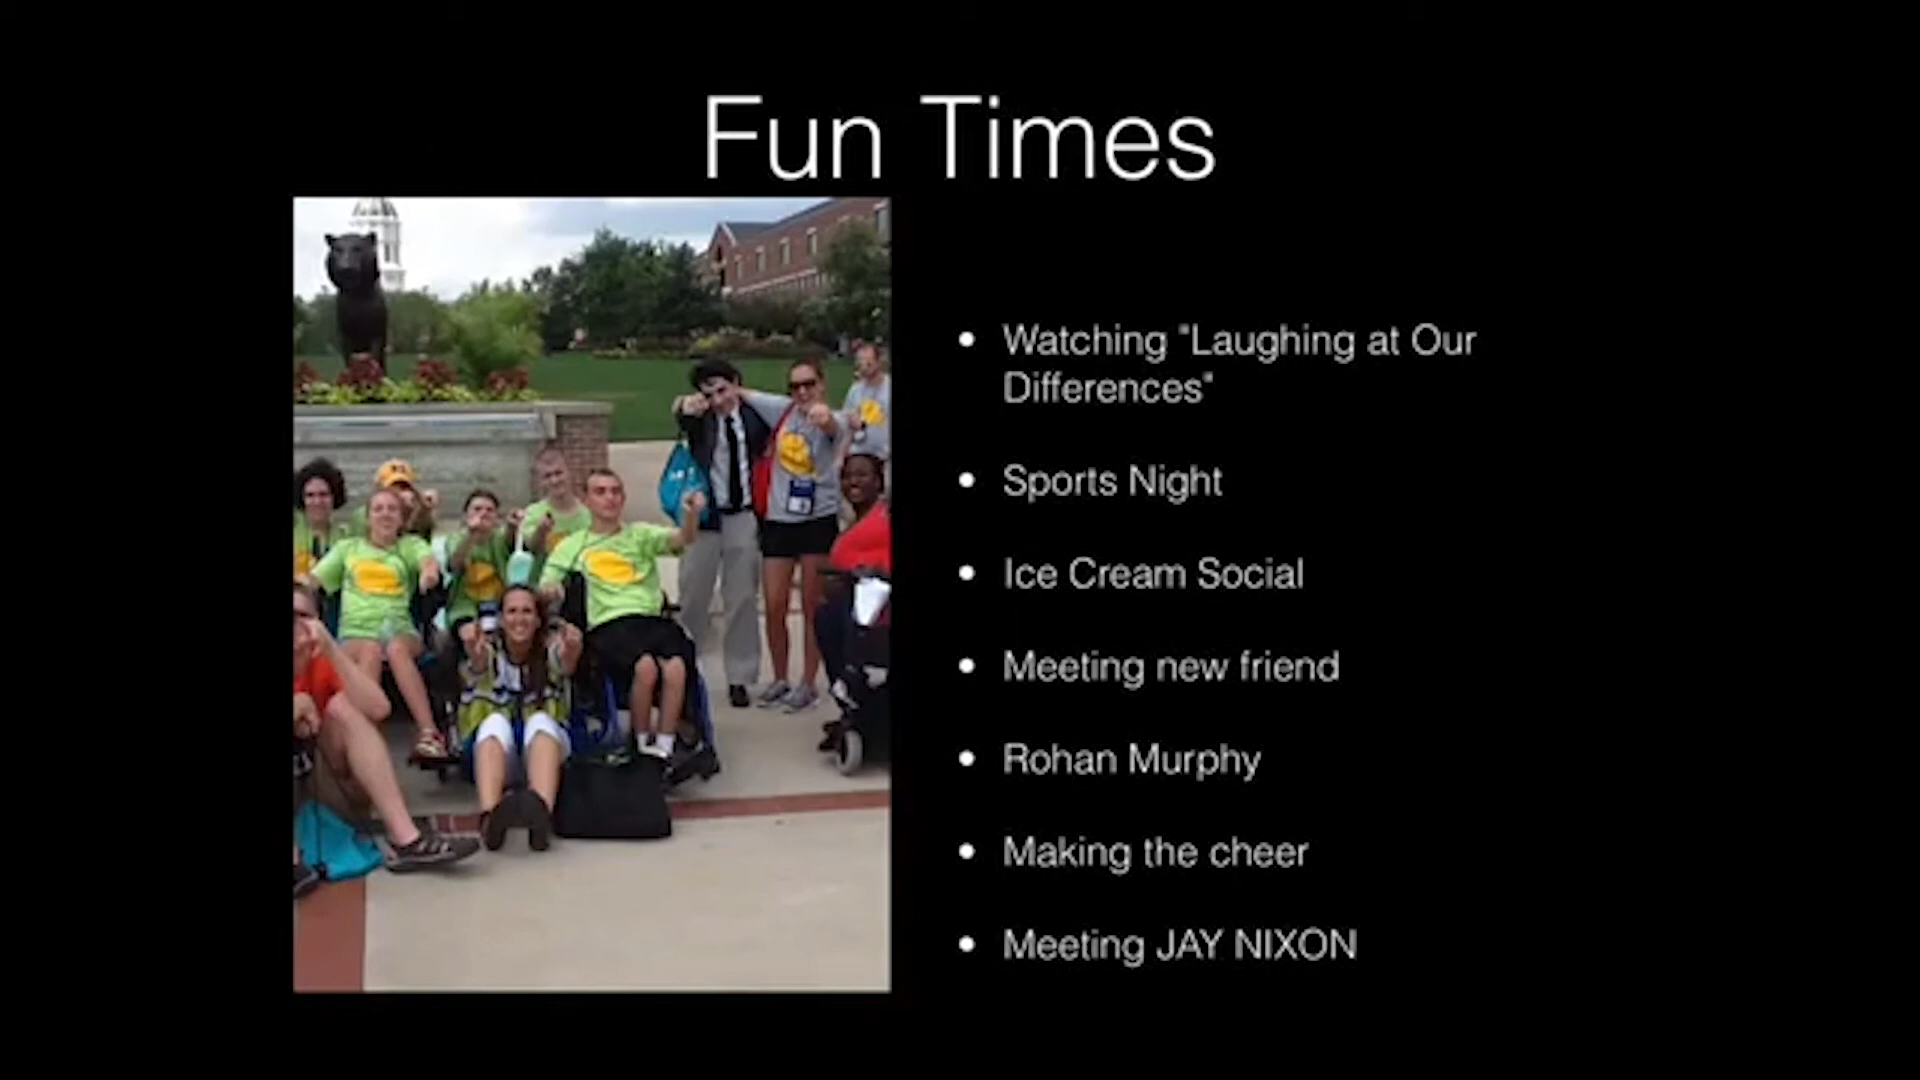 Fun Times
• Watching "Laughing at Our
Differences"
• Sports Night
• Ice Cream Social
• Meeting new friend
• Rohan Murphy
• Making the cheer
• Meeting JAY NIXON